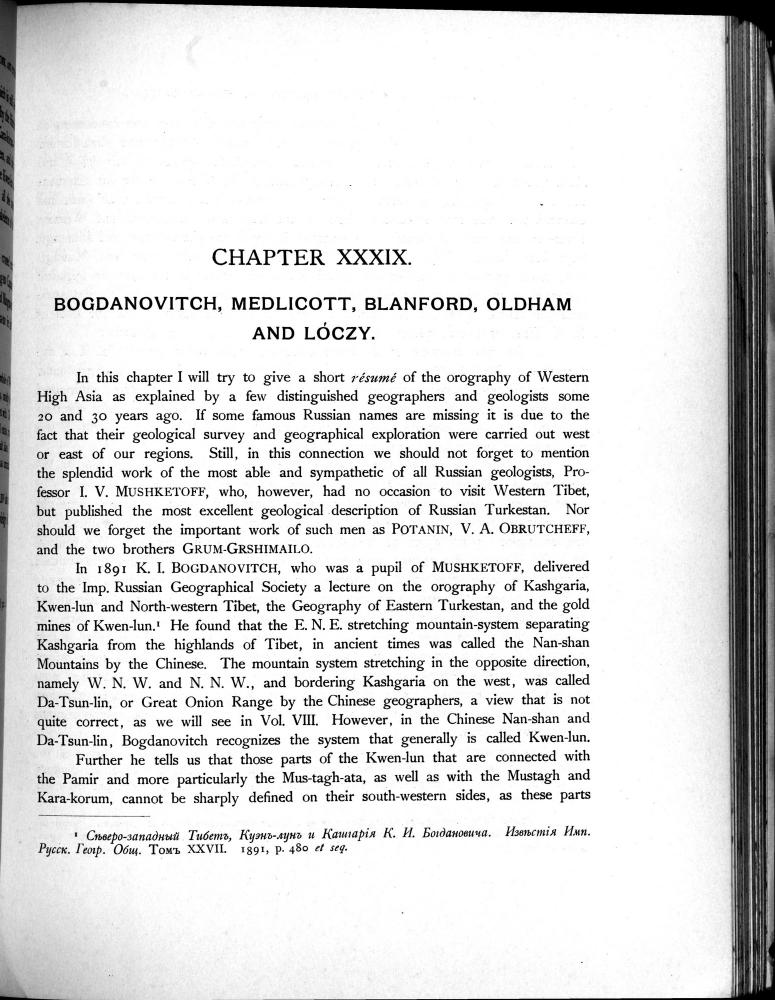 CHAPTER XXXIX.
BOGDANOVITCH, MEDLICOTT, BLANFORD, OLDHAM
AND LÓCZY.
In this chapter I will try to give a short résumé of the orography of Western
High Asia as explained by a few distinguished geographers and geologists some
20 and 30 years ago. If some famous Russian names are missing it is due to the
fact that their geological survey and geographical exploration were carried out west
or east of our regions. Still, in this connection we should not forget to mention
the splendid work of the most able and sympathetic of all Russian geologists, Pro-
fessor I. V. MUSHKETOFF, who, however, had no occasion to visit Western Tibet,
but published the most excellent geological description of Russian Turkestan. Nor
should we forget the important work of such men as POTANIN, V. A. OBRUTCHEFF,
and the two brothers GRUM-GRSHIMAILO.
In 1891 K. I. BOGDANOVITCH, who was a pupil of MUSHKETOFF, delivered
to the Imp. Russian Geographical Society a lecture on the orography of Kashgaria,
Kwen-lun and North-western Tibet, the Geography of Eastern Turkestan, and the gold
mines of Kwen-lun.¹ He found that the E. N. E. stretching mountain-system separating
Kashgaria from the highlands of Tibet, in ancient times was called the Nan-shan
Mountains by the Chinese. The mountain system stretching in the opposite direction,
namely W. N. W. and N. N. W., and bordering Kashgaria on the west, was called
Da-Tsun-lin, or Great Onion Range by the Chinese geographers, a view that is not
quite correct, as we will see in Vol. VIII. However, in the Chinese Nan-shan and
Da-Tsun-lin, Bogdanovitch recognizes the system that generally is called Kwen-lun.
Further he tells us that those parts of the Kwen-lun that are connected with
the Pamir and more particularly the Mus-tagh-ata, as well as with the Mustagh and
Kara-korum, cannot be sharply defined on their south-western sides, as these parts
¹ Сѣверо-западный Тибетъ, Куэнь-лунь и Кашгарія К. И. Богдановича. Извѣстія Имп.
Русск. Геогр. Общ. Томъ XXVII. 1891, p. 480 et seq.